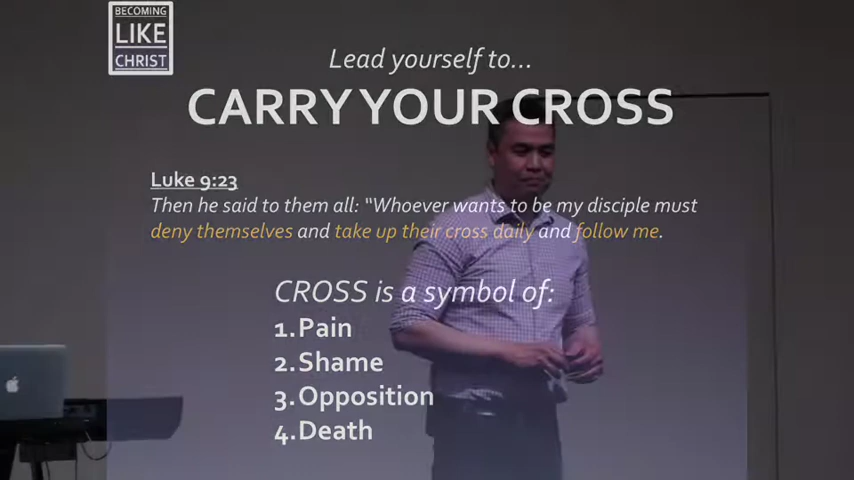 BECOMING
LIKE
CHRIST
Lead yourself to...
CARRY YOUR CROSS
Luke 9:23
Then he said to them all: “Whoever wants to be my disciple must
deny themselves and take up their cross daily and follow me.
CROSS is a symbol of:
1.Pain
2.Shame
3.Opposition
4.Death